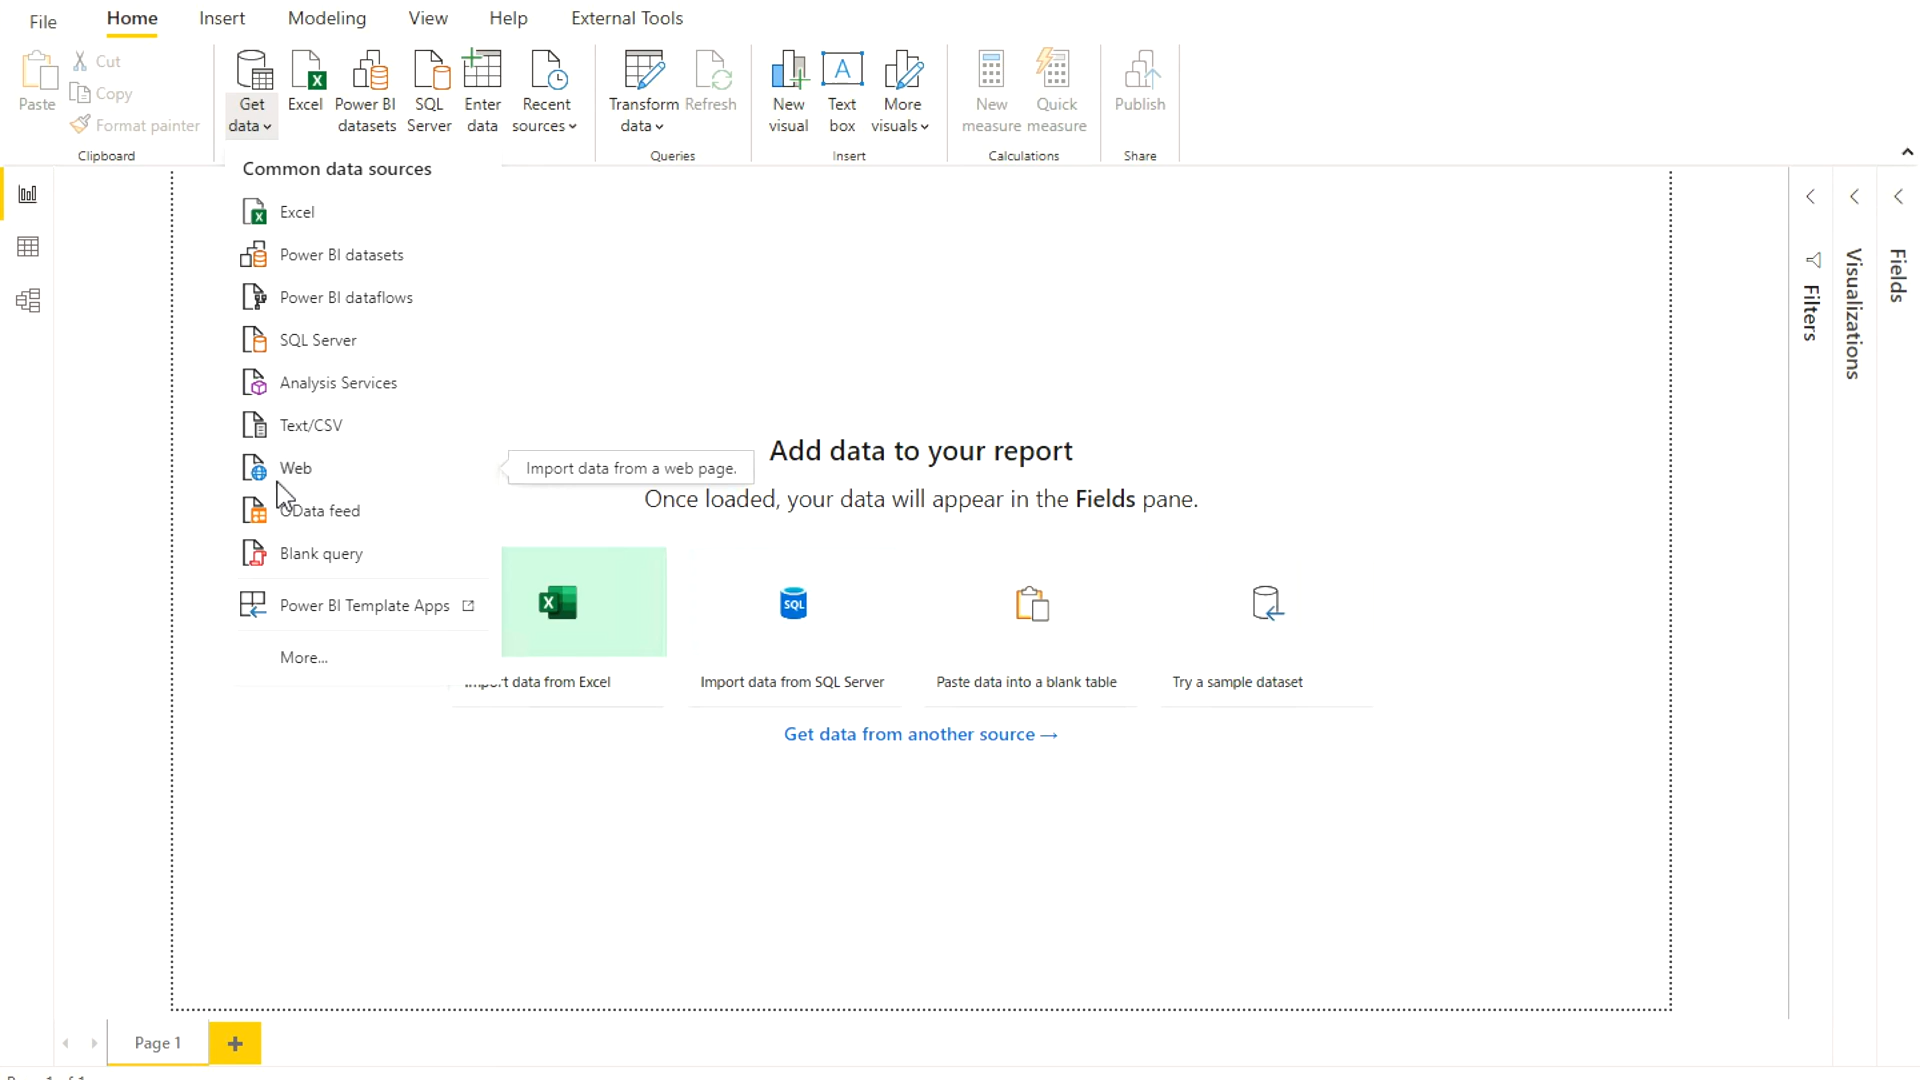 File
Home
Insert
Modeling
View
Help
External Tools
Paste
Cut
Copy
Format painter
Clipboard
Get
data
Excel
Power BI
datasets
SQL
Server
Enter
data
Recent
sources
Transform
data
Refresh
Queries
New
visual
A
Text
box
More
visuals
Insert
New
measure
Quick
measure
Calculations
Publish
Share
Common data sources
Excel
Power BI datasets
Power BI dataflows
SQL Server
Analysis Services
Text/CSV
Web
Import data from a web page.
OData feed
Blank query
Power BI Template Apps
More...
Add data to your report
Once loaded, your data will appear in the Fields pane.
SQL
Import data from Excel
Import data from SQL Server
Paste data into a blank table
Try a sample dataset
Get data from another source →
Filters
Visualizations
Fields
Page 1